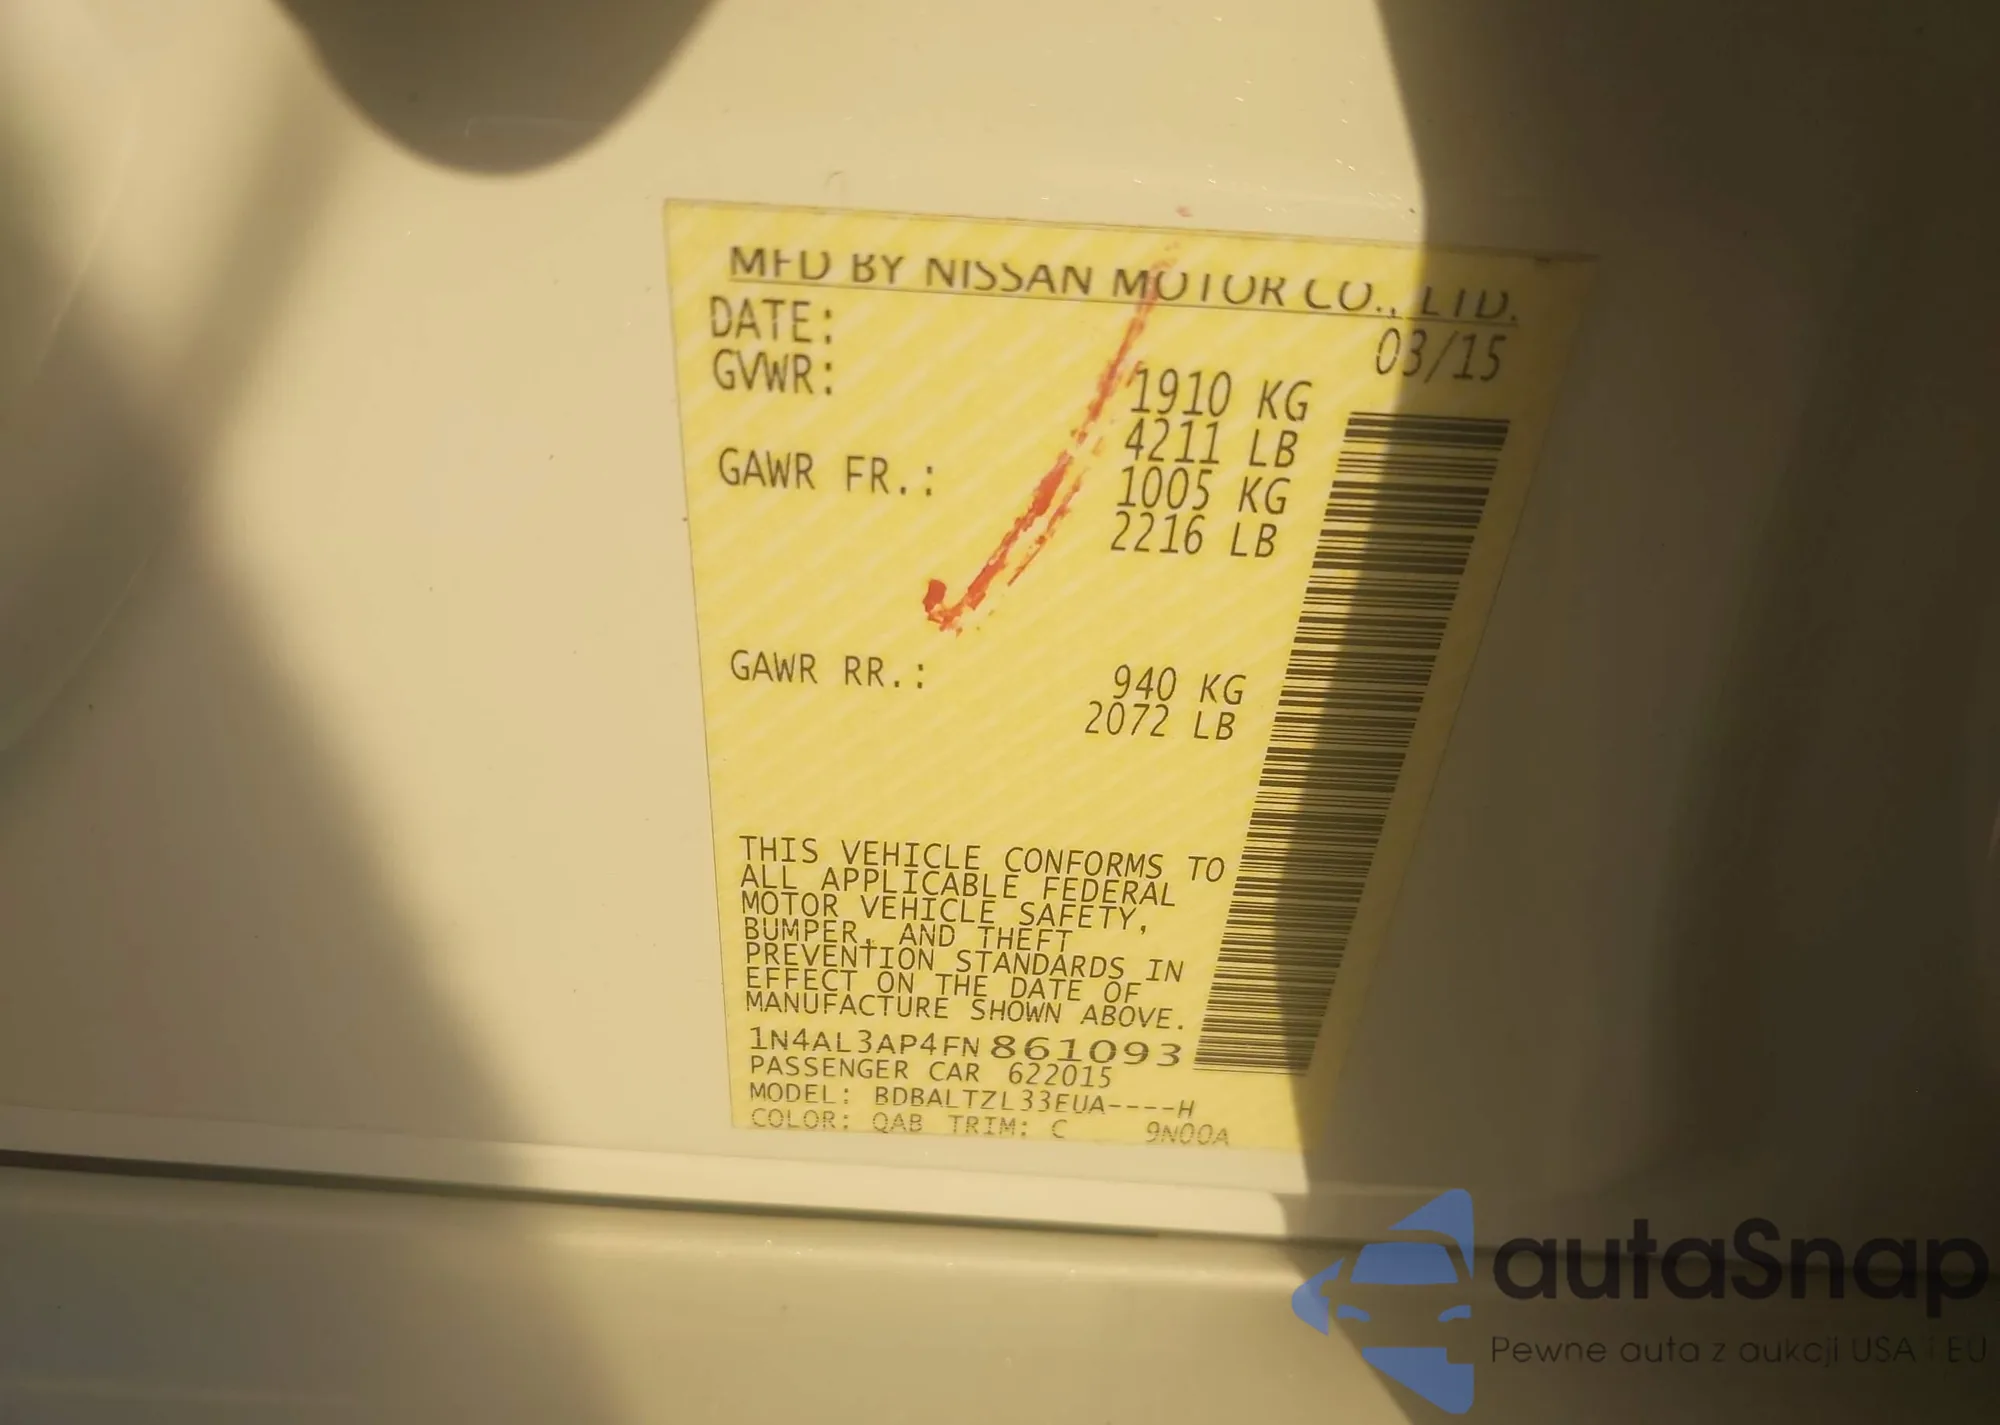 MFD BY NISSAN MOTOR CO., LTD.
DATE: 03/15
GVWR: 1910 KG
4211 LB
GAWR FR.: 1005 KG
2216 LB
GAWR RR.: 940 KG
2072 LB
THIS VEHICLE CONFORMS TO
ALL APPLICABLE FEDERAL
MOTOR VEHICLE SAFETY,
BUMPER, AND THEFT
PREVENTION STANDARDS IN
EFFECT ON THE DATE OF
MANUFACTURE SHOWN ABOVE.
1N4AL3AP4FN861093
PASSENGER CAR 622015
MODEL: BDBALTZL33EUA----H
COLOR: QAB TRIM: C 9N00A
autaSnap
Pewne auta z aukcji USA i EU